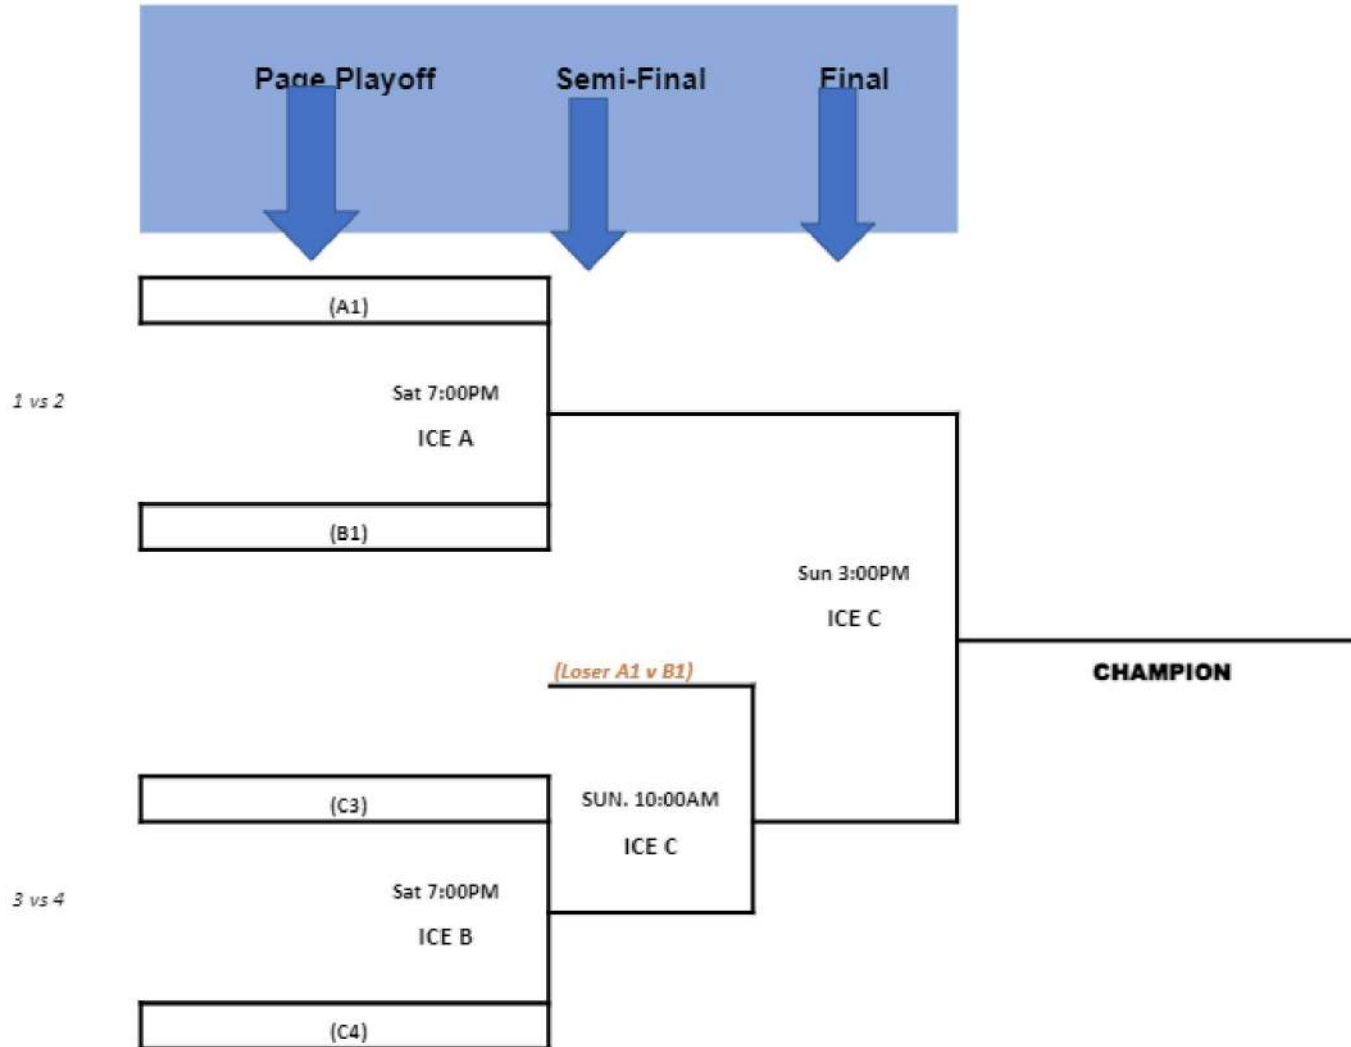 Page Playoff
Semi-Final
Final
(A1)
1 vs 2
Sat 7:00PM
ICE A
(B1)
Sun 3:00PM
ICE C
(Loser A1 v B1)
CHAMPION
(C3)
SUN. 10:00AM
ICE C
3 vs 4
Sat 7:00PM
ICE B
(C4)